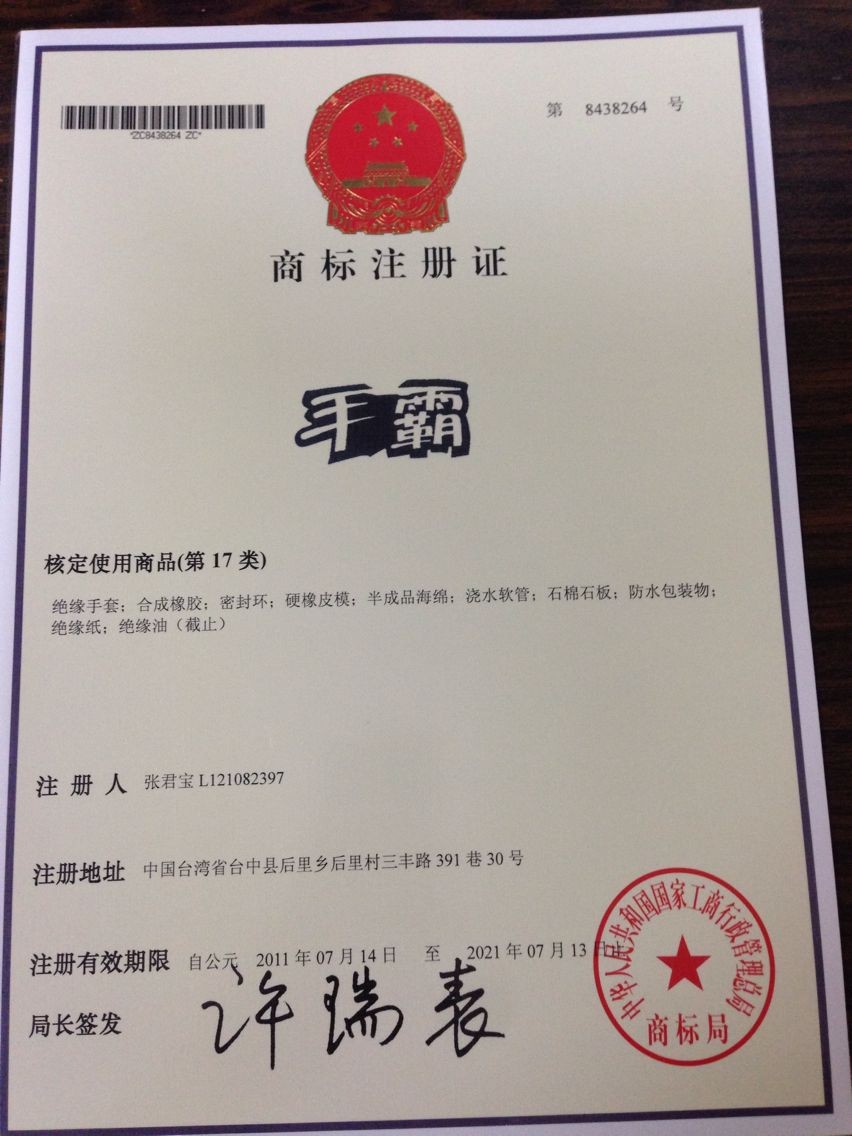 第 8438264 号
*ZC8438264 ZC*
商标注册证
手霸
核定使用商品(第 17 类)
绝缘手套；合成橡胶；密封环；硬橡皮模；半成品海绵；浇水软管；石棉石板；防水包装物；
绝缘纸；绝缘油（截止）
注册人 张君宝 L121082397
注册地址 中国台湾省台中县后里乡后里村三丰路 391 巷 30 号
注册有效期限 自公元 2011 年 07 月 14 日 至 2021 年 07 月 13 日止
局长签发 许瑞表
中华人民共和国国家工商行政管理总局
商标局